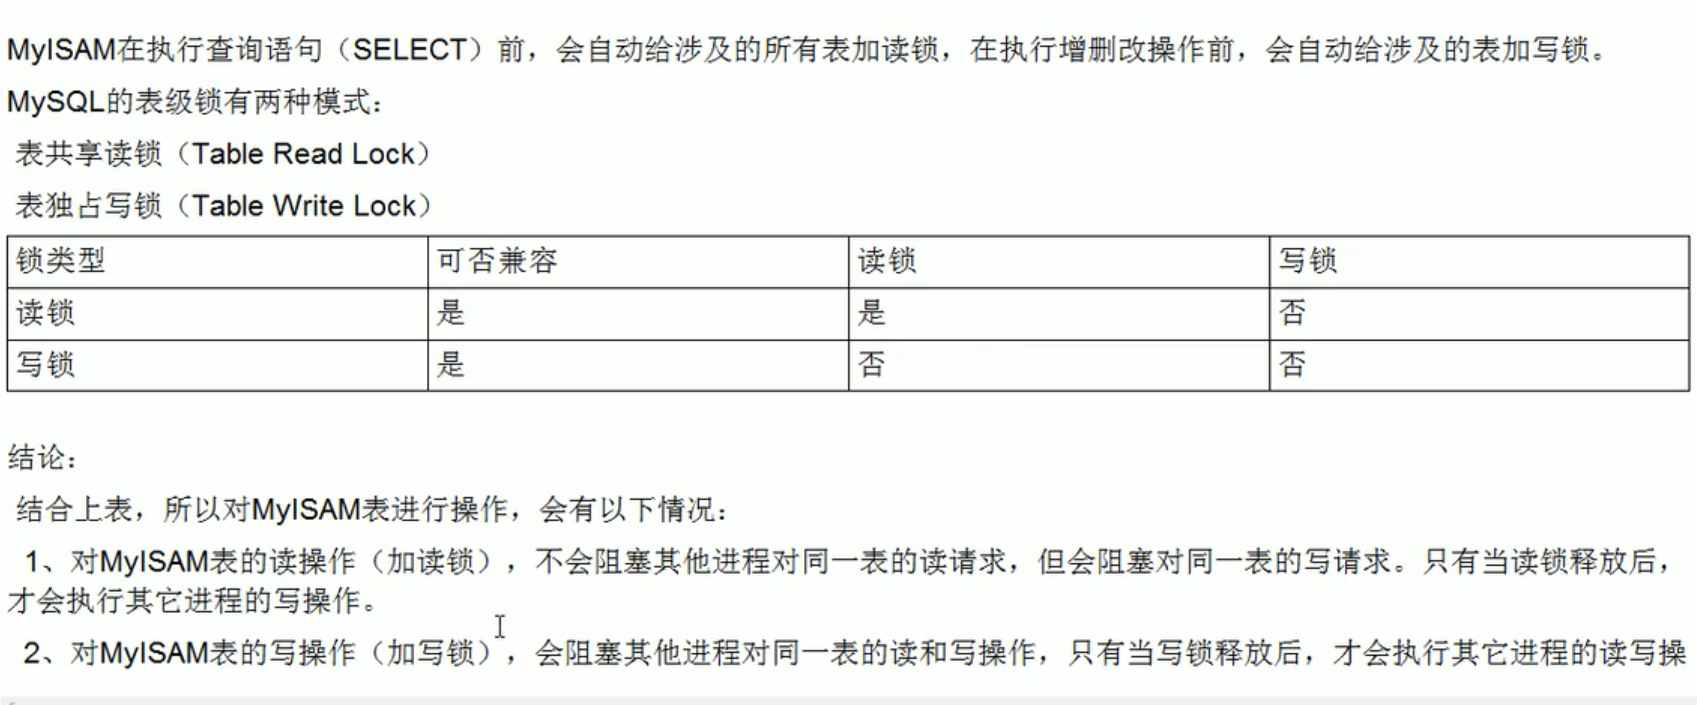 MyISAM在执行查询语句（SELECT）前，会自动给涉及的所有表加读锁，在执行增删改操作前，会自动给涉及的表加写锁。
MySQL的表级锁有两种模式：
表共享读锁（Table Read Lock）
表独占写锁（Table Write Lock）
锁类型 可否兼容 读锁 写锁
读锁 是 是 否
写锁 是 否 否
结论：
结合上表，所以对MyISAM表进行操作，会有以下情况：
1、对MyISAM表的读操作（加读锁），不会阻塞其他进程对同一表的读请求，但会阻塞对同一表的写请求。只有当读锁释放后，
才会执行其它进程的写操作。
2、对MyISAM表的写操作（加写锁），会阻塞其他进程对同一表的读和写操作，只有当写锁释放后，才会执行其它进程的读写操